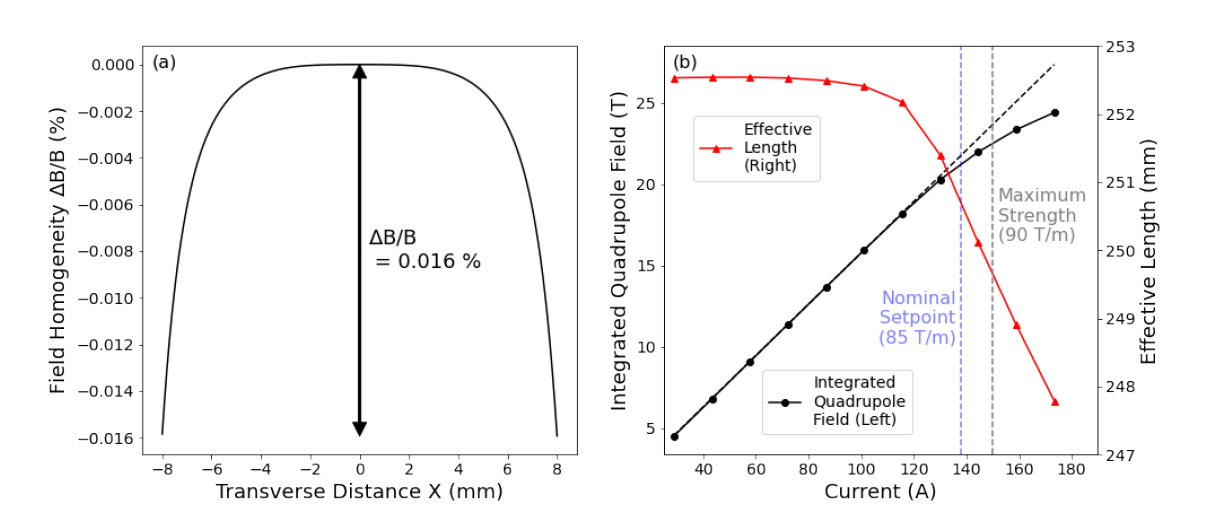 (a)
0.000
−0.002
−0.004
−0.006
−0.008
−0.010
−0.012
−0.014
−0.016
Field Homogeneity ΔB/B (%)
ΔB/B
= 0.016 %
−8
−6
−4
−2
0
2
4
6
8
Transverse Distance X (mm)
(b)
25
20
15
10
5
Integrated Quadrupole Field (T)
Effective
Length
(Right)
Maximum
Strength
(90 T/m)
Nominal
Setpoint
(85 T/m)
Integrated
Quadrupole
Field (Left)
253
252
251
250
249
248
247
Effective Length (mm)
40
60
80
100
120
140
160
180
Current (A)